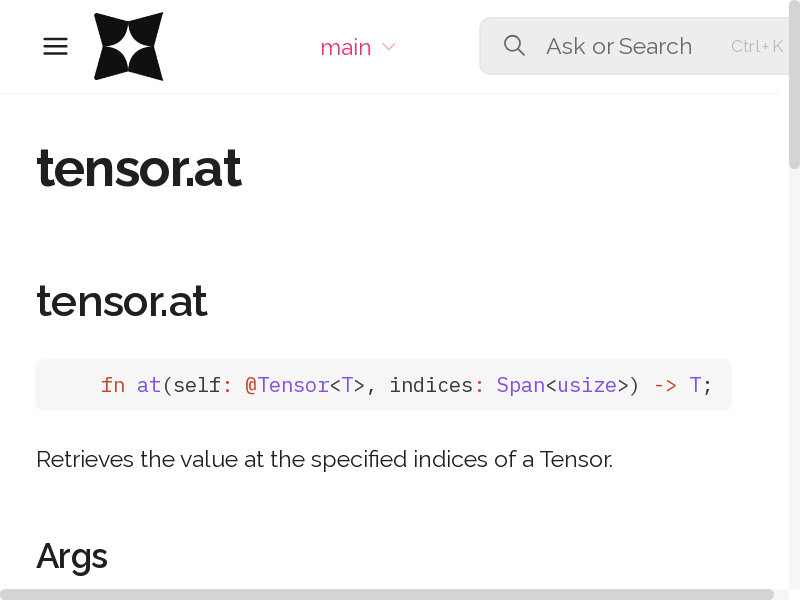 main
Ask or Search
Ctrl+K
tensor.at
tensor.at
fn at(self: @Tensor<T>, indices: Span<usize>) -> T;
Retrieves the value at the specified indices of a Tensor.
Args